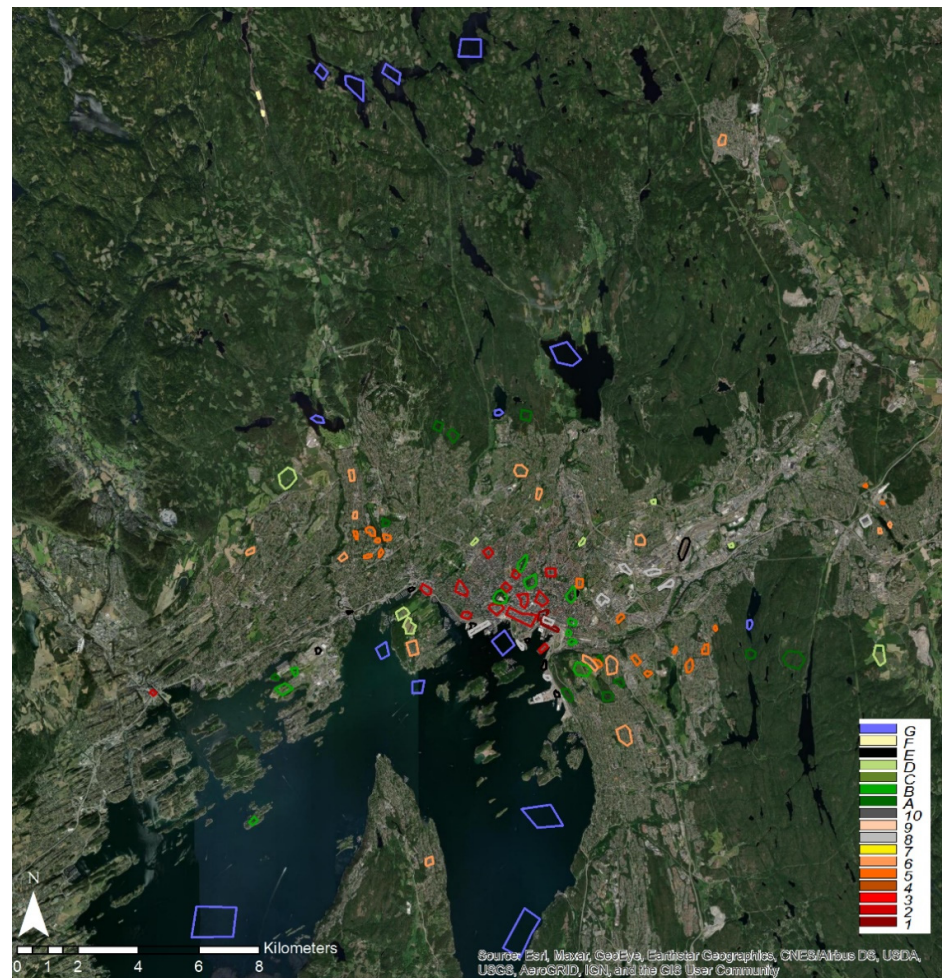 G
F
E
D
C
B
A
10
9
8
7
6
5
4
3
2
1
N
Kilometers
0 1 2 4 6 8
Source: Esri, Maxar, GeoEye, Earthstar Geographics, CNES/Airbus DS, USDA,
USGS, AeroGRID, IGN, and the GIS User Community